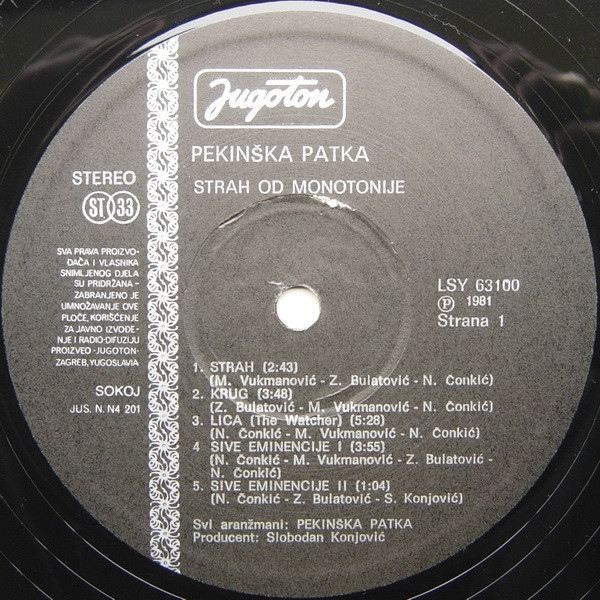 Jugoton
PEKINŠKA PATKA
STRAH OD MONOTONIJE
STEREO
ST 33
SVA PRAVA PROIZVO-
ĐAČA I VLASNIKA
SNIMLJENOG DJELA
SU PRIDRŽANA –
ZABRANJENO JE
UMNOŽAVANJE OVE
PLOČE, KORIŠĆENJE
ZA JAVNO IZVOĐE-
NJE I RADIO-DIFUZIJU
PROIZVEO ·JUGOTON·
ZAGREB, YUGOSLAVIA
SOKOJ
JUS. N. N4 201
LSY 63100
Ⓟ 1981
Strana 1
1. STRAH (2:43)
(M. Vukmanović - Z. Bulatović - N. Čonkić)
2. KRUG (3:48)
(Z. Bulatović - M. Vukmanović - N. Čonkić)
3. LICA (The Watcher) (5:28)
(N. Čonkić - M. Vukmanović - N. Čonkić)
4 SIVE EMINENCIJE I (3:55)
(N. Čonkić - M. Vukmanović - Z. Bulatović -
N. Čonkić)
5. SIVE EMINENCIJE II (1:04)
(N. Čonkić - Z. Bulatović - S. Konjović)
Svi aranžmani: PEKINŠKA PATKA
Producent: Slobodan Konjović